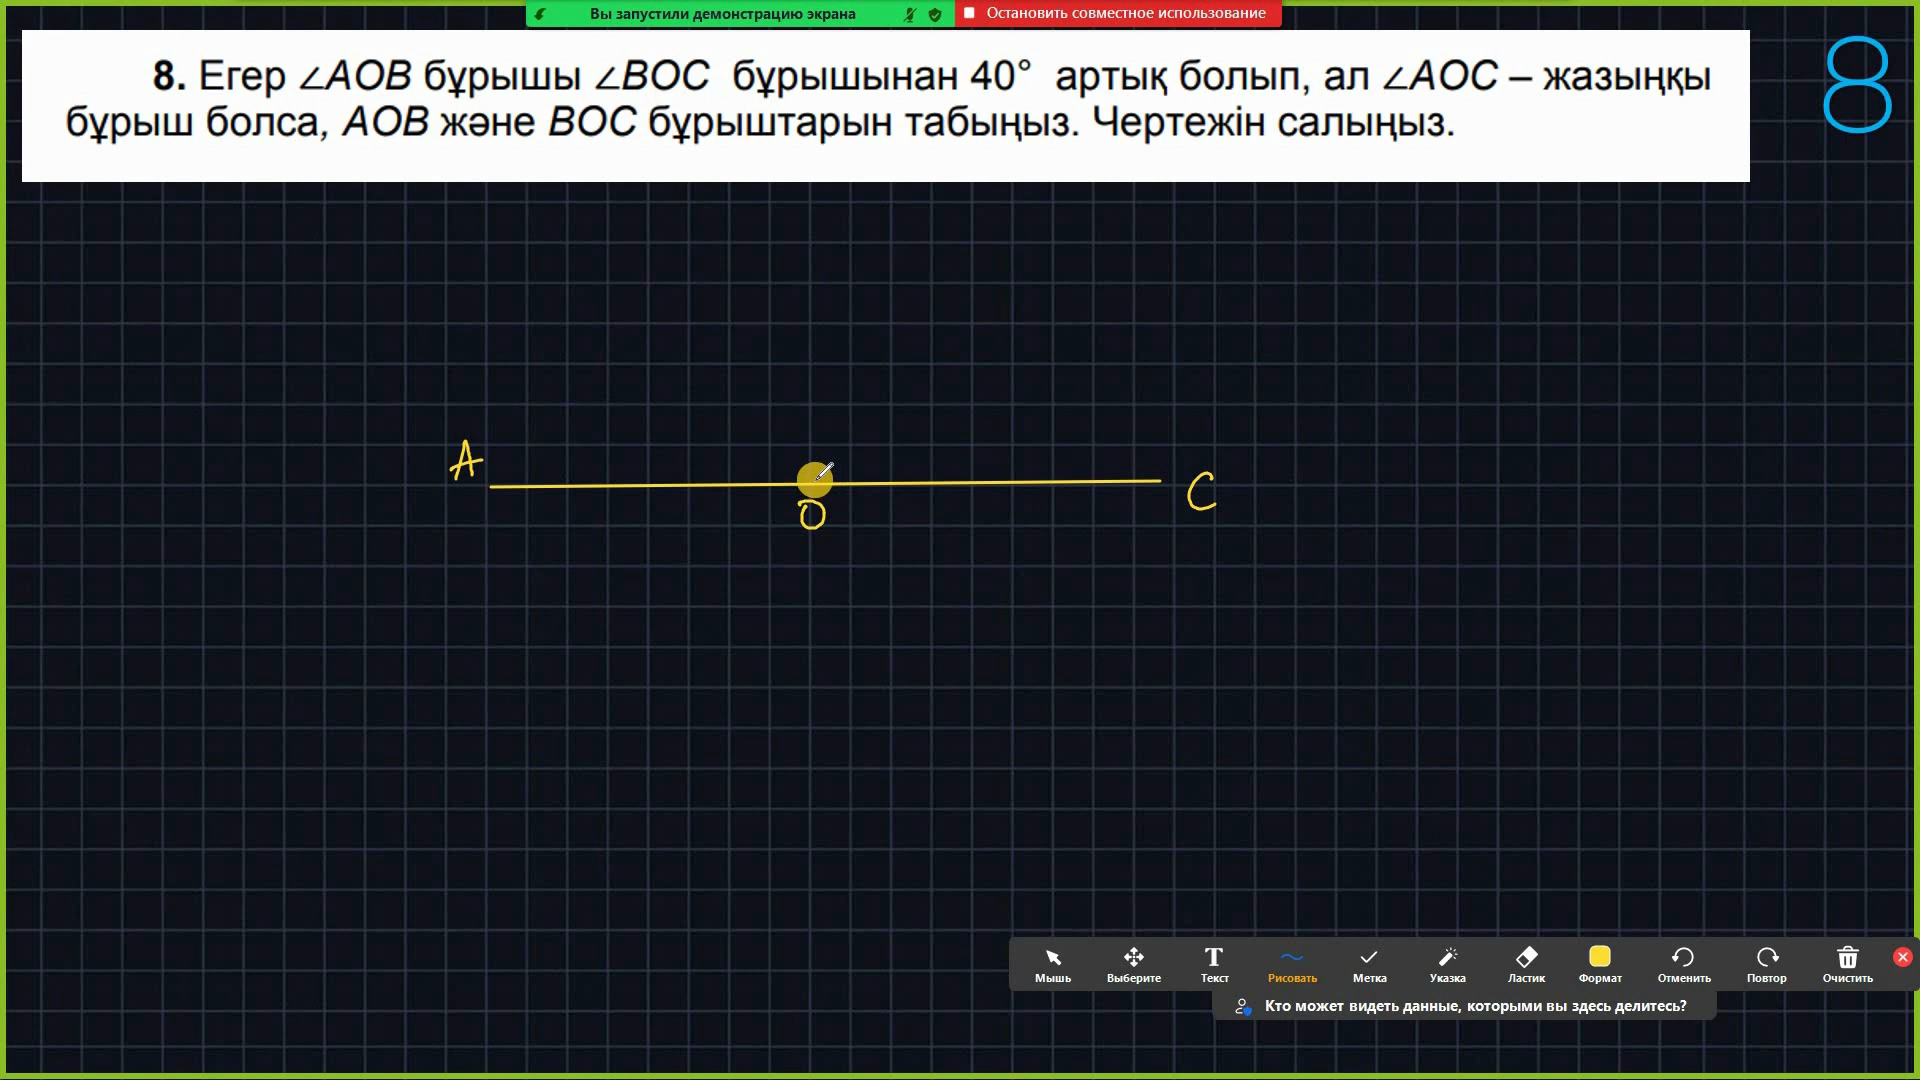 Вы запустили демонстрацию экрана
Остановить совместное использование
8. Егер ∠AOB бұрышы ∠BOC бұрышынан 40° артық болып, ал ∠AOC – жазыңқы
бұрыш болса, AOB және BOC бұрыштарын табыңыз. Чертежін салыңыз.
8
A
C
O
Мышь Выберите Текст Рисовать Метка Указка Ластик Формат Отменить Повтор Очистить
Кто может видеть данные, которыми вы здесь делитесь?